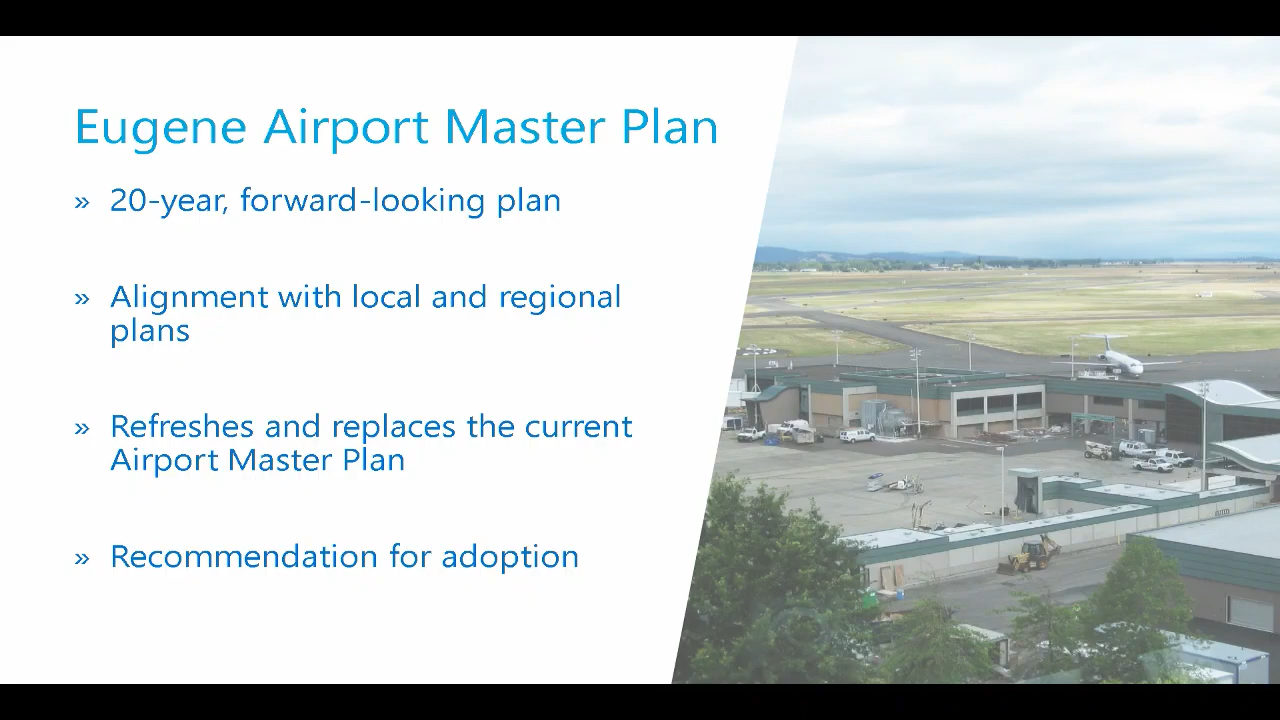 Eugene Airport Master Plan
» 20-year, forward-looking plan
» Alignment with local and regional
plans
» Refreshes and replaces the current
Airport Master Plan
» Recommendation for adoption